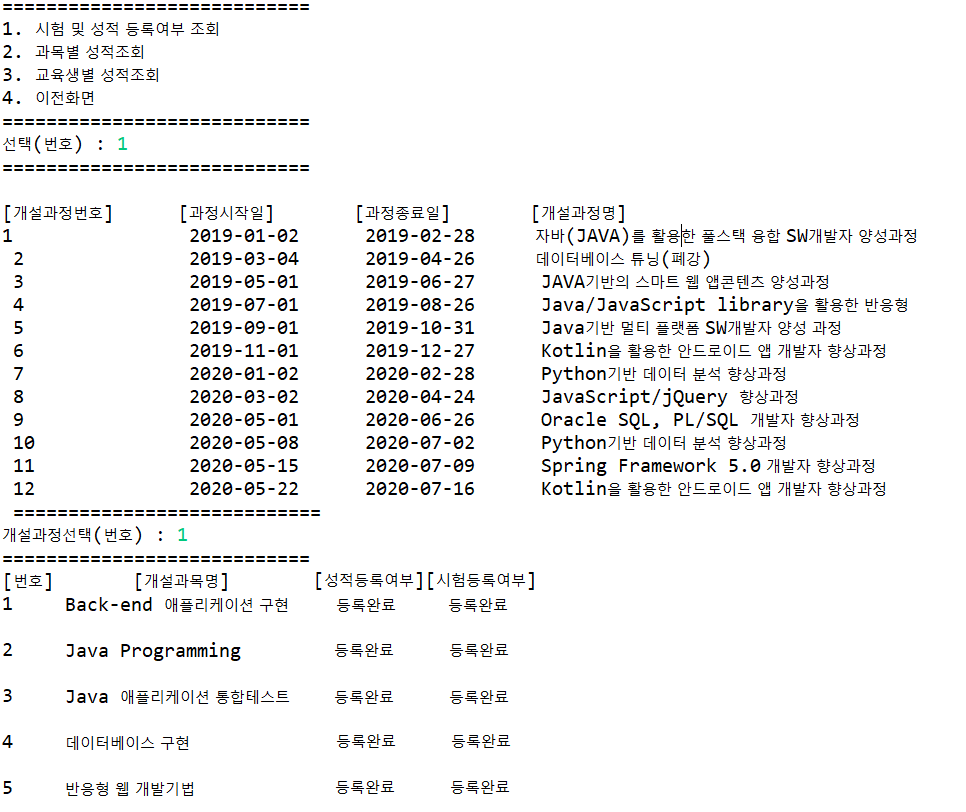 ============================
1. 시험 및 성적 등록여부 조회
2. 과목별 성적조회
3. 교육생별 성적조회
4. 이전화면
============================
선택(번호) : 1
============================
[개설과정번호] [과정시작일] [과정종료일] [개설과정명]
1 2019-01-02 2019-02-28 자바(JAVA)를 활용한 풀스택 융합 SW개발자 양성과정
2 2019-03-04 2019-04-26 데이터베이스 튜닝(폐강)
3 2019-05-01 2019-06-27 JAVA기반의 스마트 웹 앱콘텐츠 양성과정
4 2019-07-01 2019-08-26 Java/JavaScript library을 활용한 반응형
5 2019-09-01 2019-10-31 Java기반 멀티 플랫폼 SW개발자 양성 과정
6 2019-11-01 2019-12-27 Kotlin을 활용한 안드로이드 앱 개발자 향상과정
7 2020-01-02 2020-02-28 Python기반 데이터 분석 향상과정
8 2020-03-02 2020-04-24 JavaScript/jQuery 향상과정
9 2020-05-01 2020-06-26 Oracle SQL, PL/SQL 개발자 향상과정
10 2020-05-08 2020-07-02 Python기반 데이터 분석 향상과정
11 2020-05-15 2020-07-09 Spring Framework 5.0 개발자 향상과정
12 2020-05-22 2020-07-16 Kotlin을 활용한 안드로이드 앱 개발자 향상과정
============================
개설과정선택(번호) : 1
============================
[번호] [개설과목명] [성적등록여부][시험등록여부]
1 Back-end 애플리케이션 구현 등록완료 등록완료
2 Java Programming 등록완료 등록완료
3 Java 애플리케이션 통합테스트 등록완료 등록완료
4 데이터베이스 구현 등록완료 등록완료
5 반응형 웹 개발기법 등록완료 등록완료